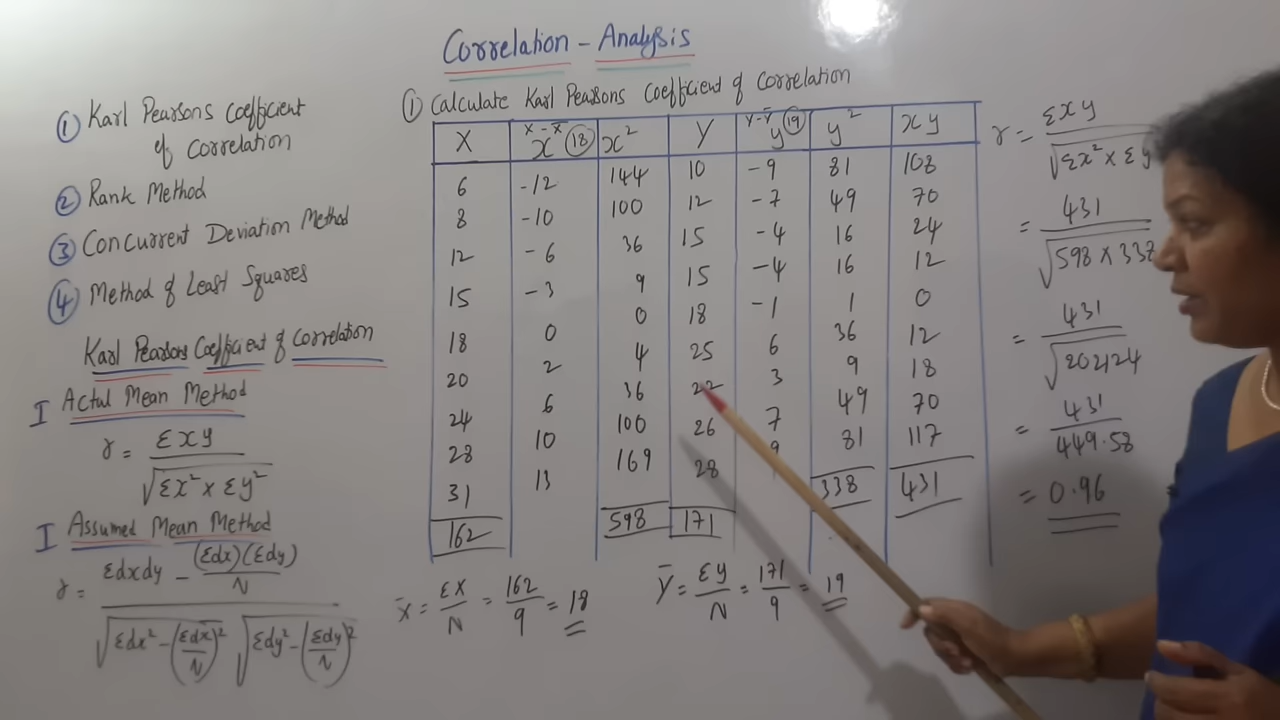 Correlation - Analysis
① Karl Pearsons Coefficient
of correlation
② Rank Method
③ Concurrent Deviation Method
④ Method of Least Squares
Karl Pearsons Coefficient of Correlation
I Actul Mean Method
r = Σxy / √Σx² × Σy²
I Assumed Mean Method
r = Σdxdy - (Σdx)(Σdy)/N / √Σdx² - (Σdx/N)² √Σdy² - (Σdy/N)²
① Calculate Karl Pearsons Coefficient of Correlation
X | X - X̄ x ⑱ | x² | Y | Y - Ȳ y ⑲ | y² | xy
6 | -12 | 144 | 10 | -9 | 81 | 108
8 | -10 | 100 | 12 | -7 | 49 | 70
12 | -6 | 36 | 15 | -4 | 16 | 24
15 | -3 | 9 | 15 | -4 | 16 | 12
18 | 0 | 0 | 18 | -1 | 1 | 0
20 | 2 | 4 | 25 | 6 | 36 | 12
24 | 6 | 36 | 22 | 3 | 9 | 18
28 | 10 | 100 | 26 | 7 | 49 | 70
31 | 13 | 169 | 28 | 9 | 81 | 117
162 | 598 | 171 | 338 | 431
X̄ = ΣX/N = 162/9 = 18
Ȳ = Σy/N = 171/9 = 19
r = Σxy / √Σx² × Σy
= 431 / √598 × 338
= 431 / √202124
= 431 / 449.58
= 0.96